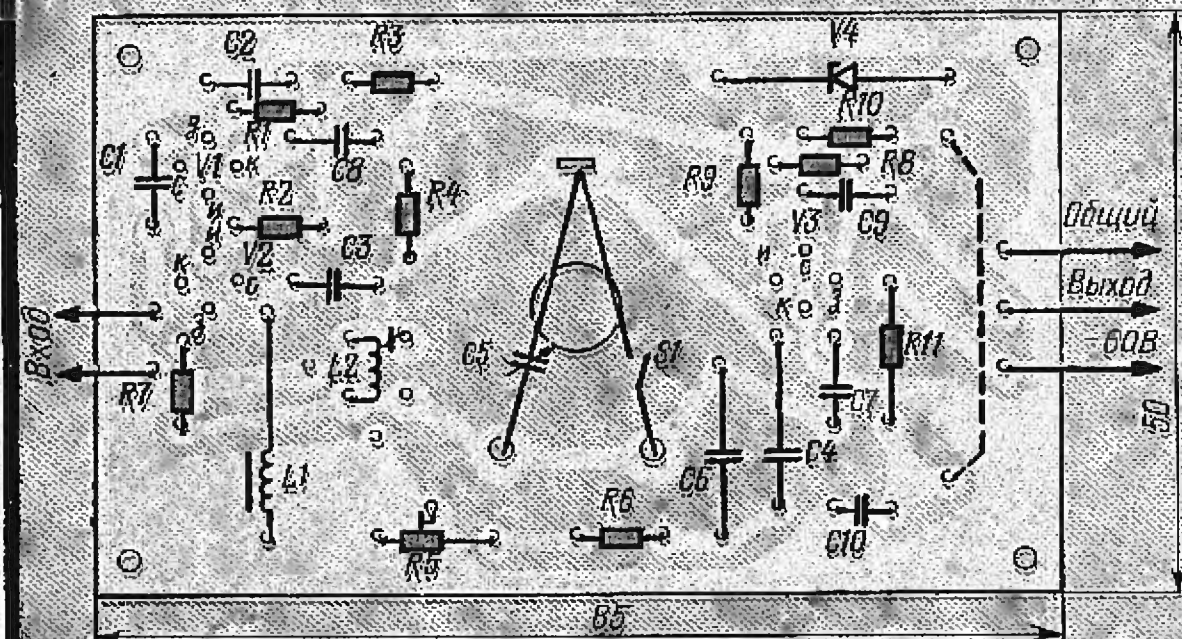 C2
R3
V4
R1
R10
C1
з
V1
к
с
C8
R9
R8
R4
и
R2
и
C9
V3
Общий
V2
C3
и
с
к
с
з
к
з
Выход
Вход
R11
C5
S1
L2
-60В
R7
C7
50
L1
C6
C4
R6
C10
R5
85